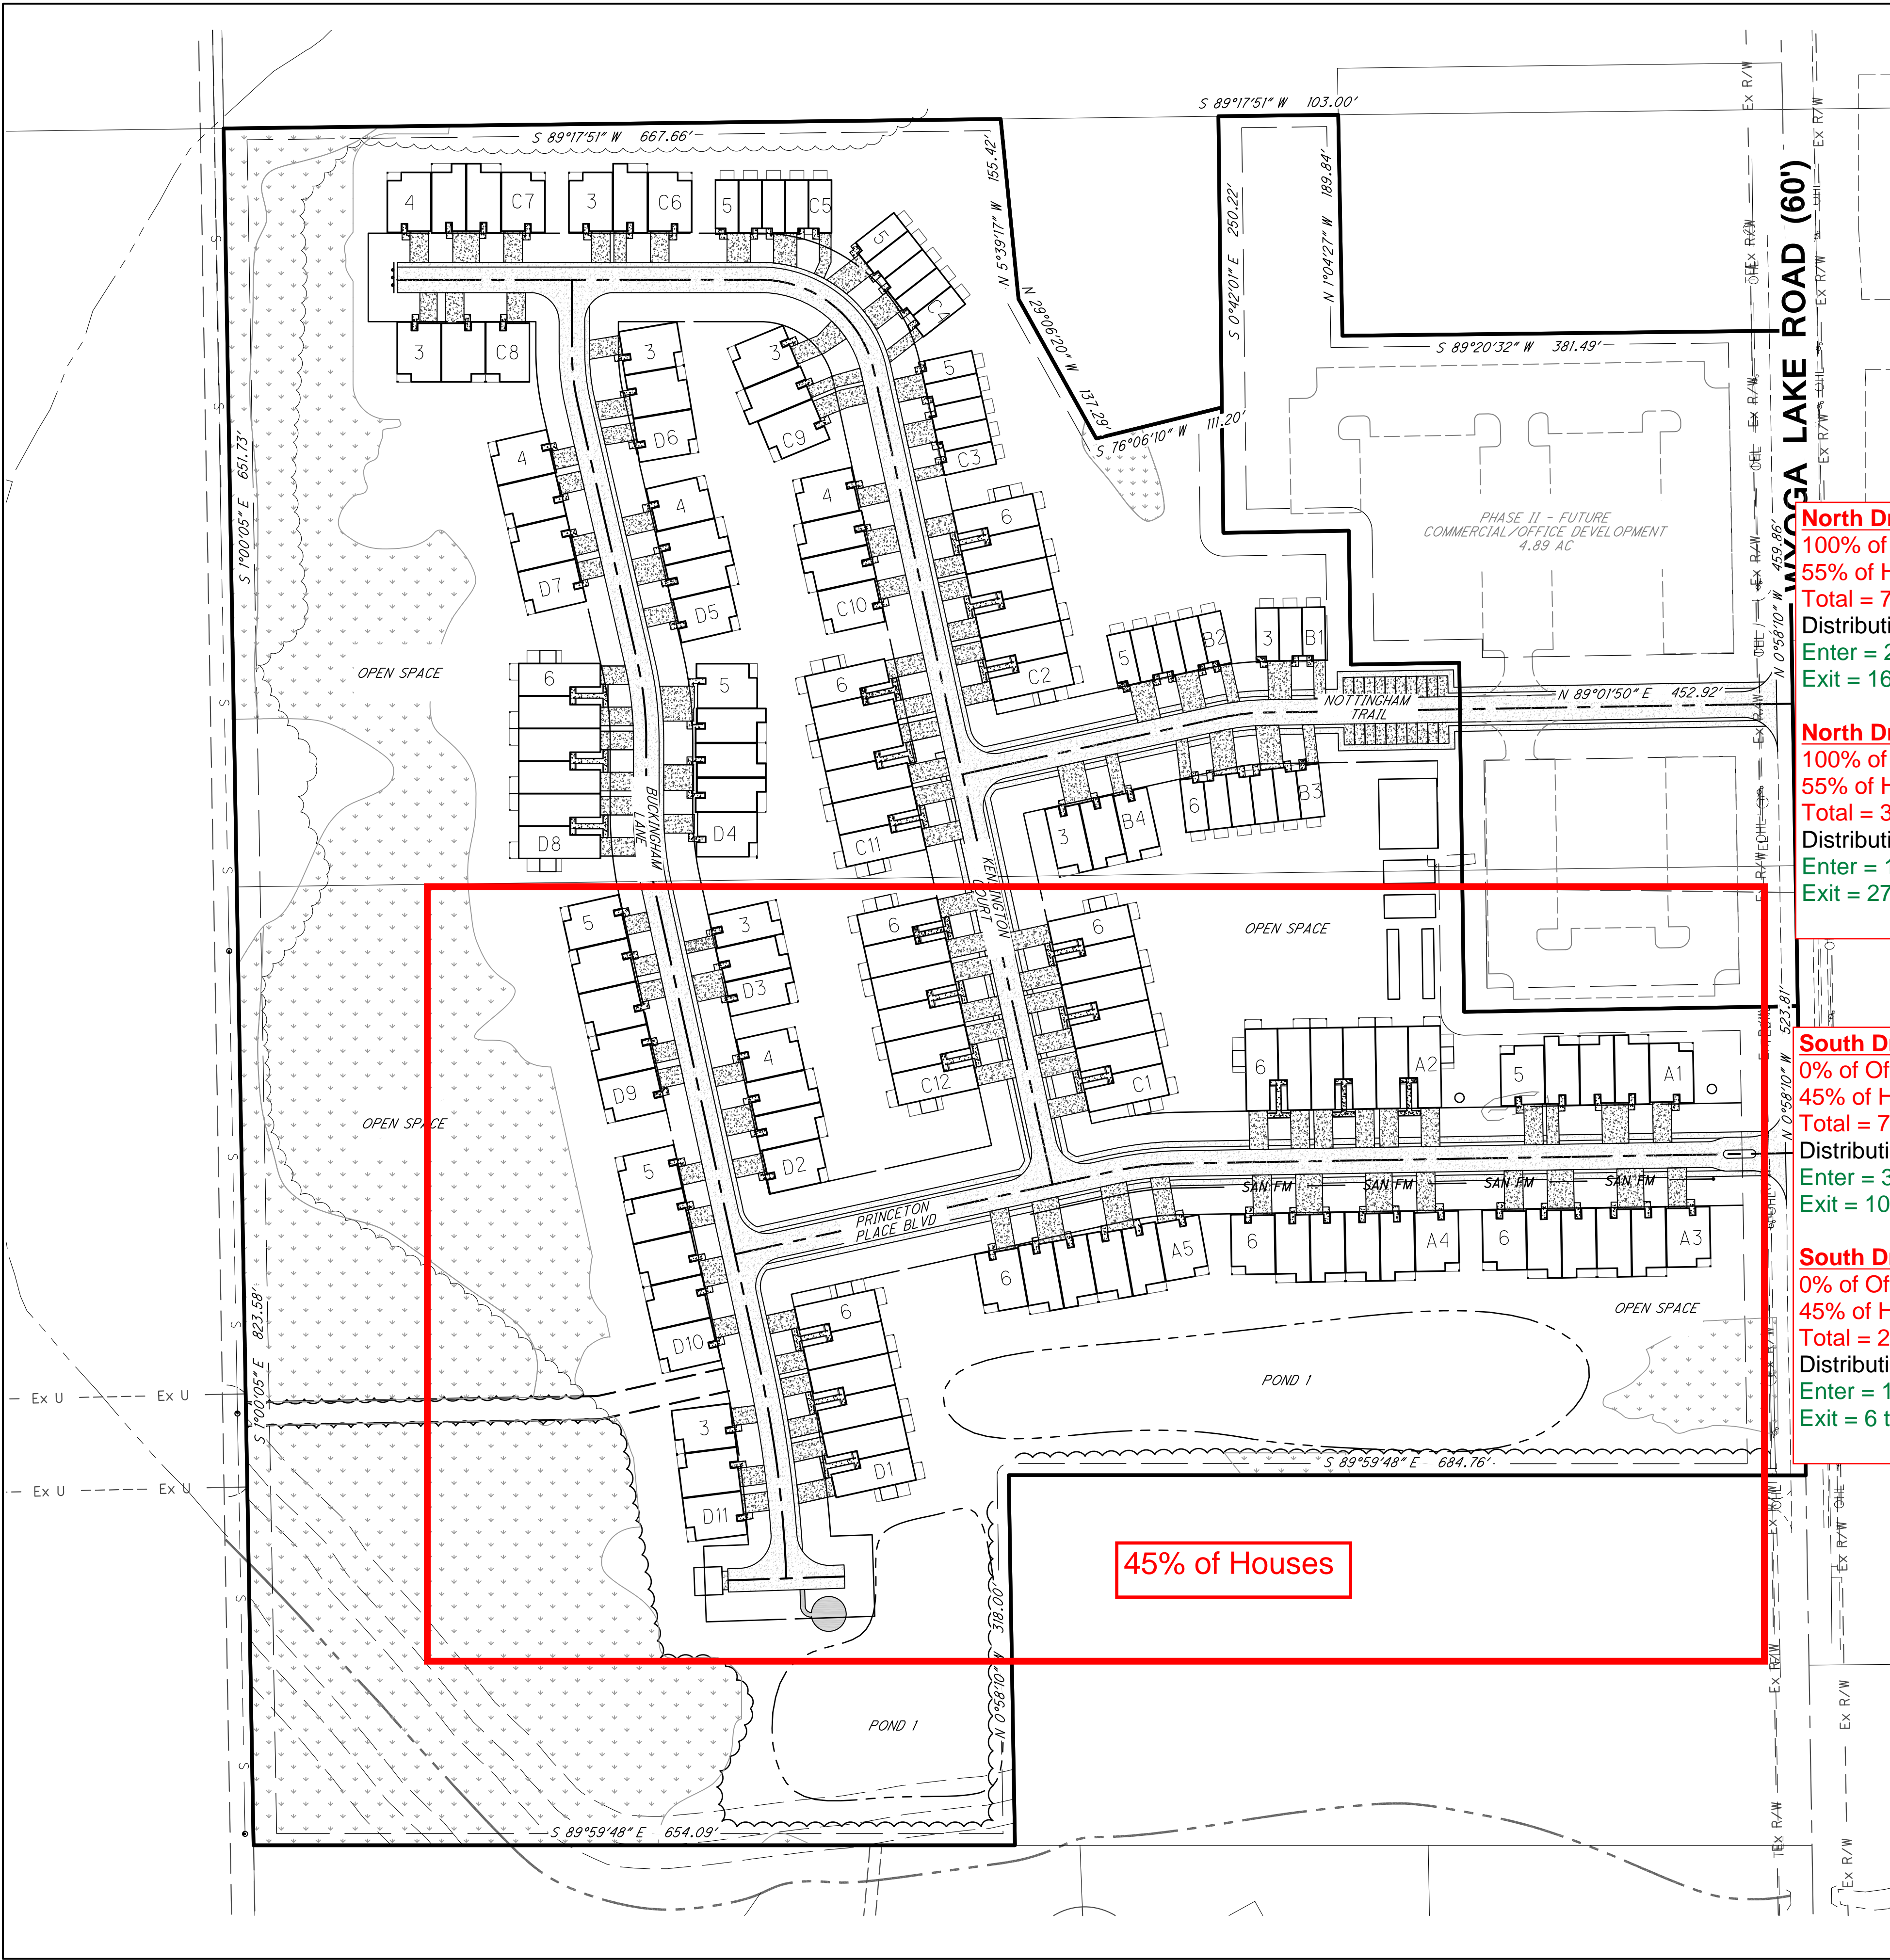 S 89°17'51" W 103.00'
S 89°17'51" W 667.66'
N 5°39'17" W 155.42'
N 29°06'20" W 137.29'
S 76°06'10" W 111.20'
S 0°42'01" E 250.22'
N 1°04'27" W 189.84'
S 89°20'32" W 381.49'
WYOGA LAKE ROAD (60')
4 C7
3 C6
5 C5
5 C4
3 C8
3 D6
3 C9
5 C3
4 D7
4 D5
4 C10
6 C2
S 1°00'05" E 651.73'
PHASE II - FUTURE
COMMERCIAL/OFFICE DEVELOPMENT
4.89 AC
N 0°58'10" W 459.86'
OPEN SPACE
6 D8
5 D4
6 C11
5 B2
3 B1
NOTTINGHAM
TRAIL
N 89°01'50" E 452.92'
6 B3
3 B4
BUCKINGHAM
LANE
COURT
OPEN SPACE
5 D9
3 D3
6 C12
6 C1
4 D2
6 A2
5 A1
N 0°58'10" W 523.81'
OPEN SPACE
5 D10
PRINCETON
PLACE BLVD
SAN FM SAN FM SAN FM SAN FM
6 A5
6 A4
6 A3
OPEN SPACE
6 D1
3 D11
POND 1
S 1°00'05" E 823.58'
Ex U Ex U
Ex U Ex U
S 89°59'48" E 684.76'
45% of Houses
N 0°58'10" W 318.00'
POND 1
S 89°59'48" E 654.09'
North Dr
100% of
55% of H
Total = 7
Distributi
Enter = 2
Exit = 16
North Dr
100% of
55% of H
Total = 3
Distributi
Enter = 1
Exit = 27
South Dr
0% of Of
45% of H
Total = 7
Distributi
Enter = 3
Exit = 10
South Dr
0% of Of
45% of H
Total = 2
Distributi
Enter = 1
Exit = 6 t
Ex R/W
Ex R/W
Ex R/W
Ex R/W
Ex R/W
Ex R/W